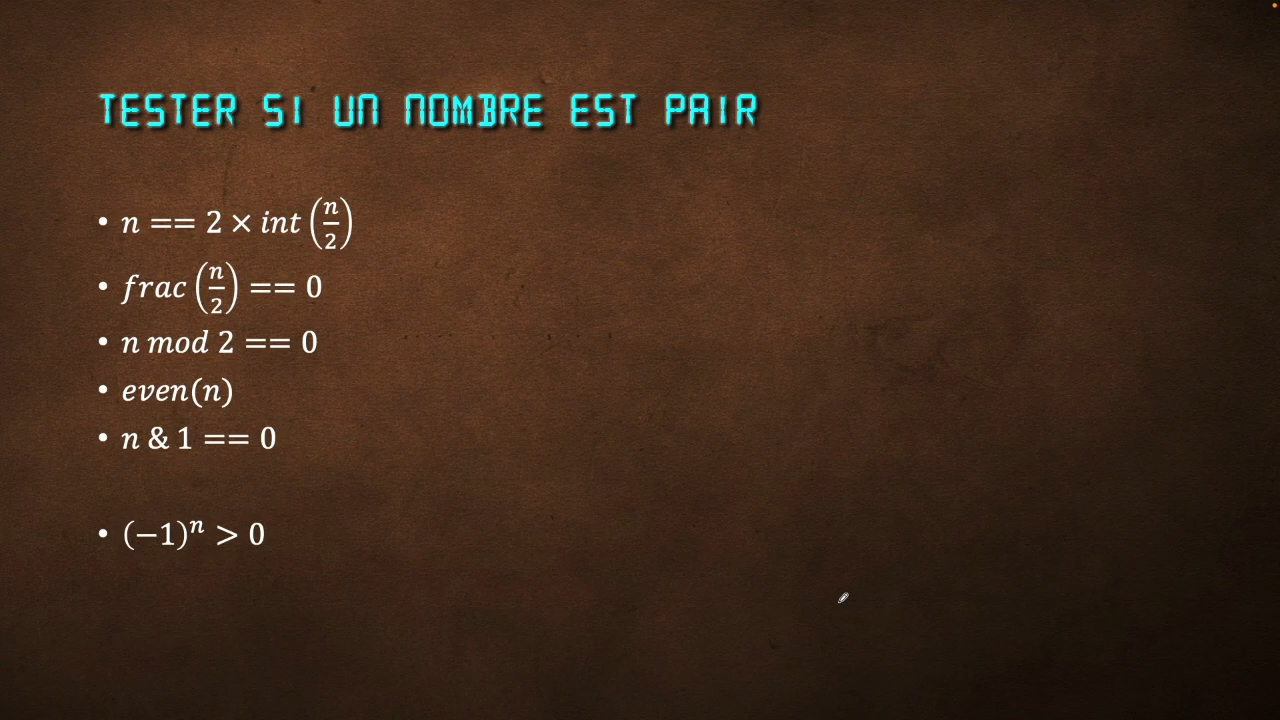 TESTER SI UN NOMBRE EST PAIR
• n == 2 × int (n/2)
• frac (n/2) == 0
• n mod 2 == 0
• even(n)
• n & 1 == 0
• (−1)ⁿ > 0